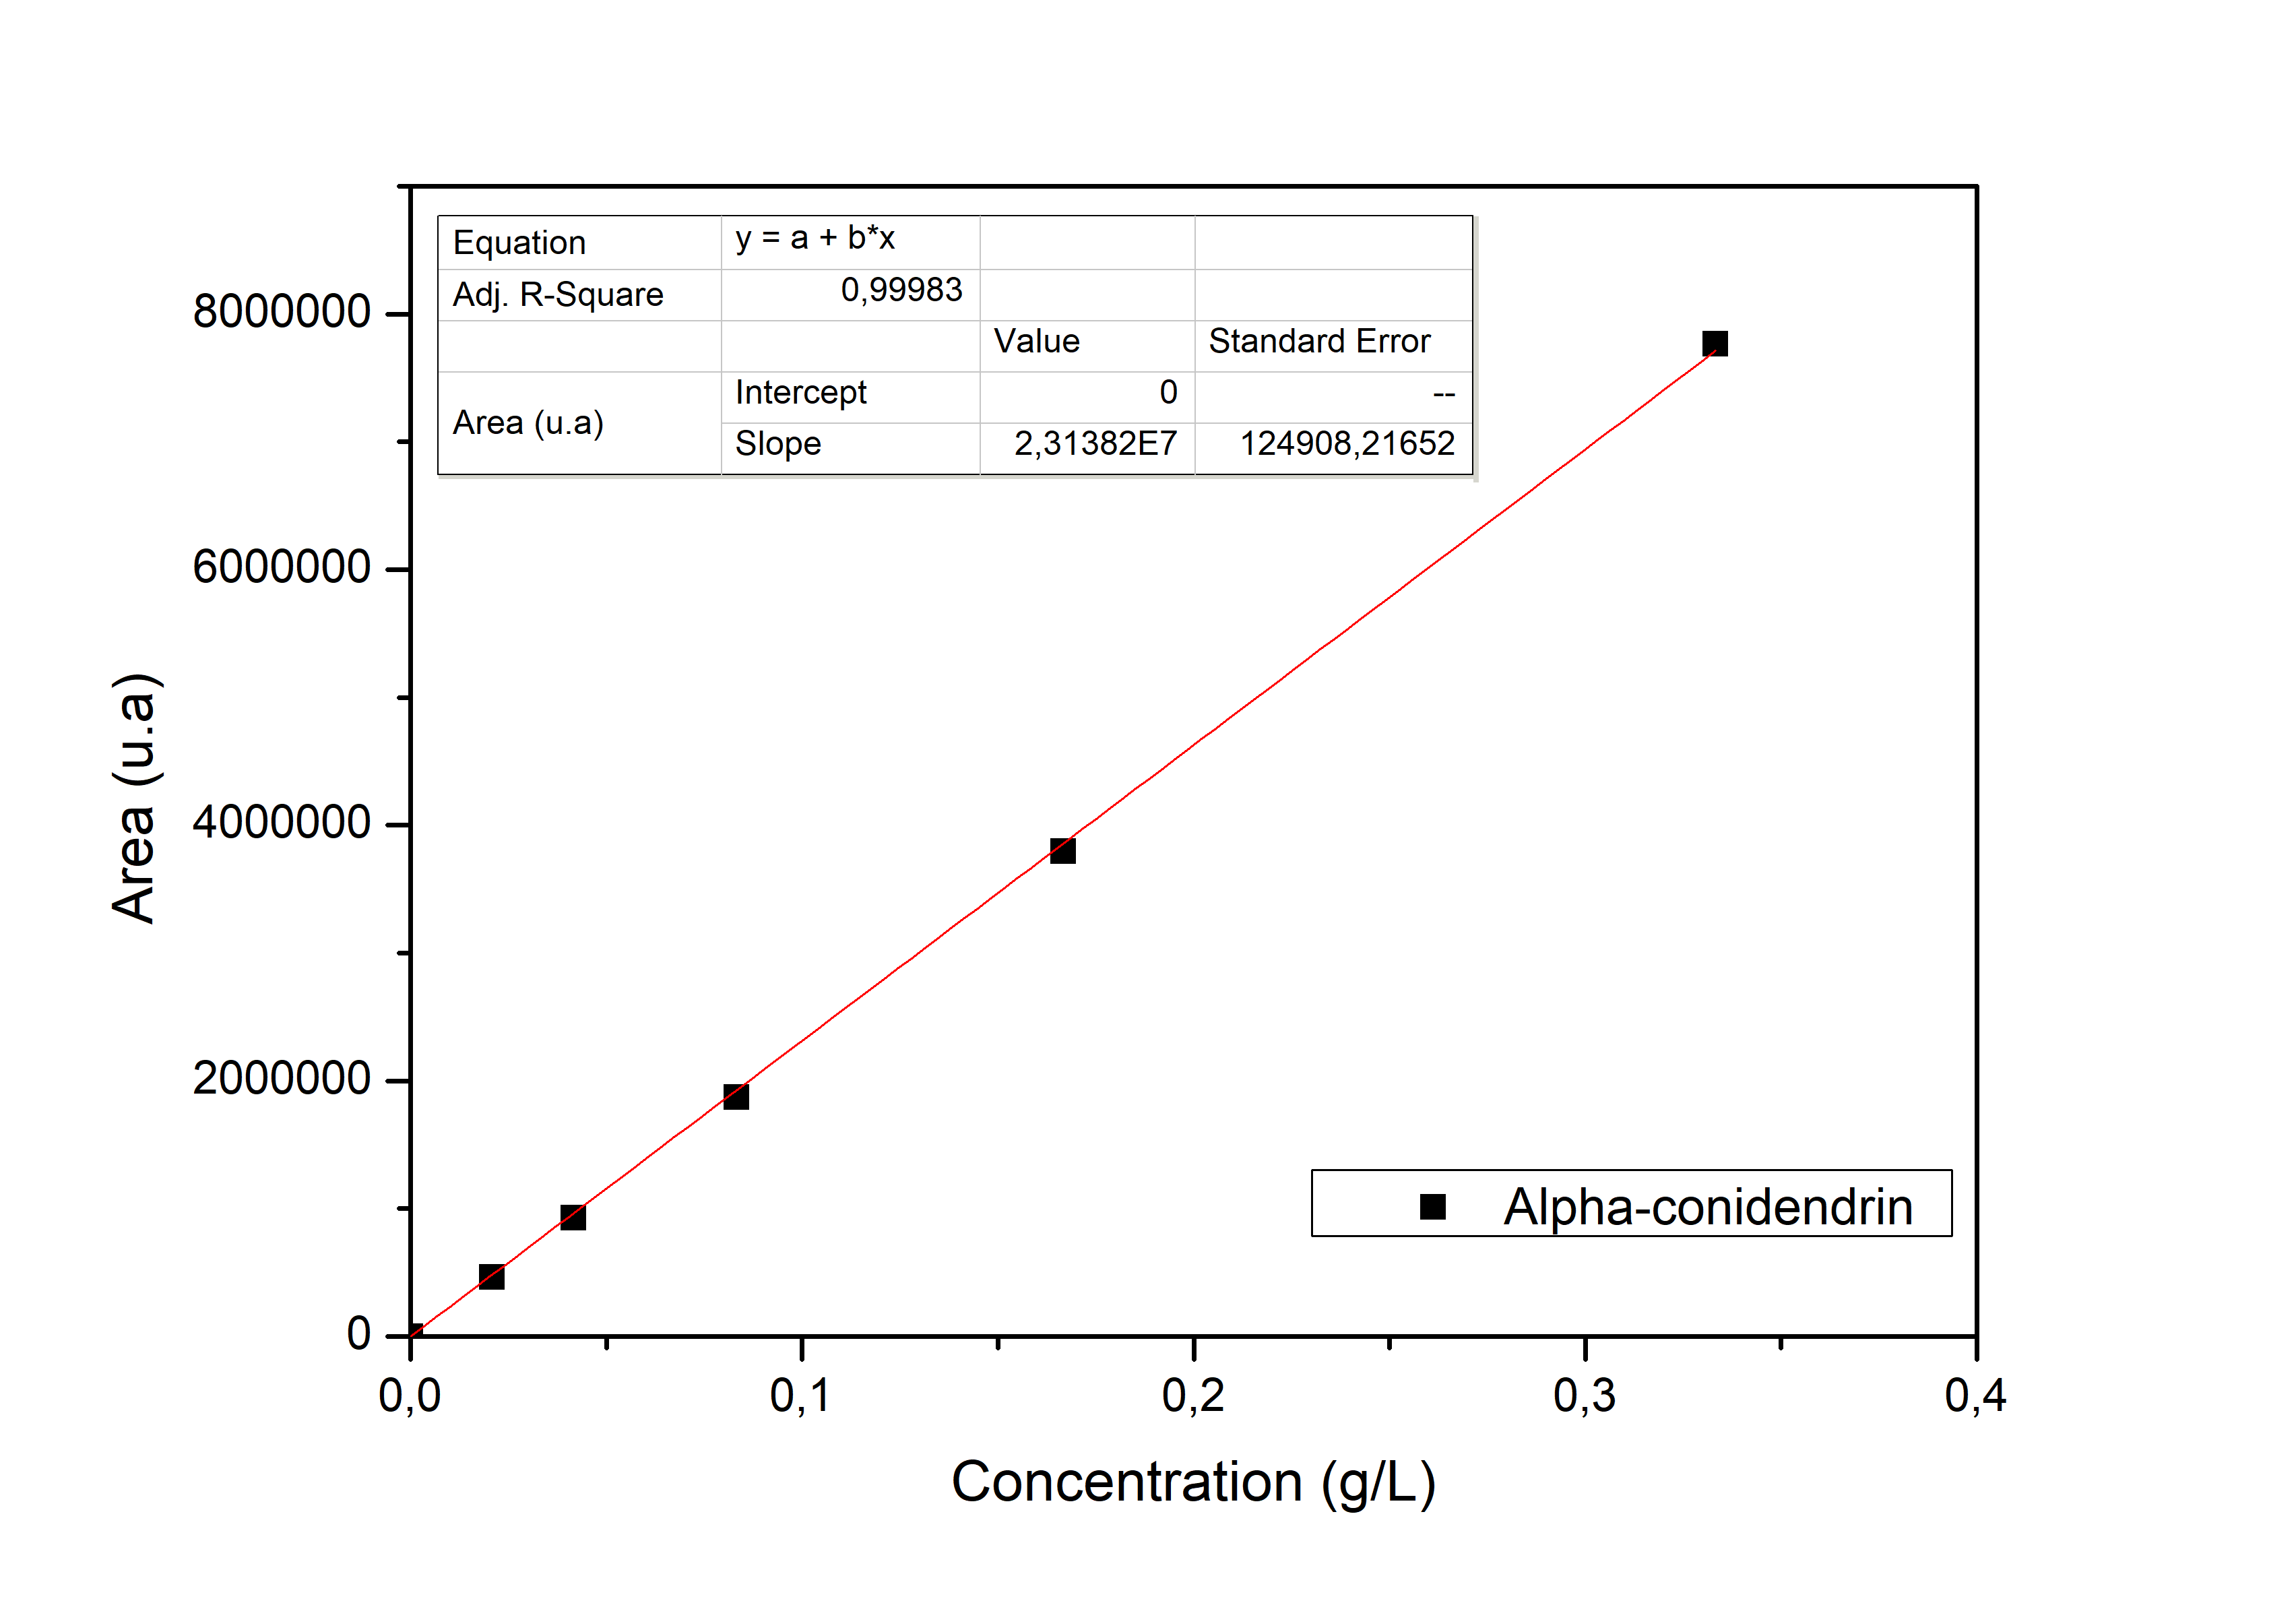 Equation y = a + b*x
Adj. R-Square 0,99983
Value Standard Error
Area (u.a) Intercept 0 --
Slope 2,31382E7 124908,21652
8000000
6000000
4000000
2000000
0
Area (u.a)
Alpha-conidendrin
0,0 0,1 0,2 0,3 0,4
Concentration (g/L)